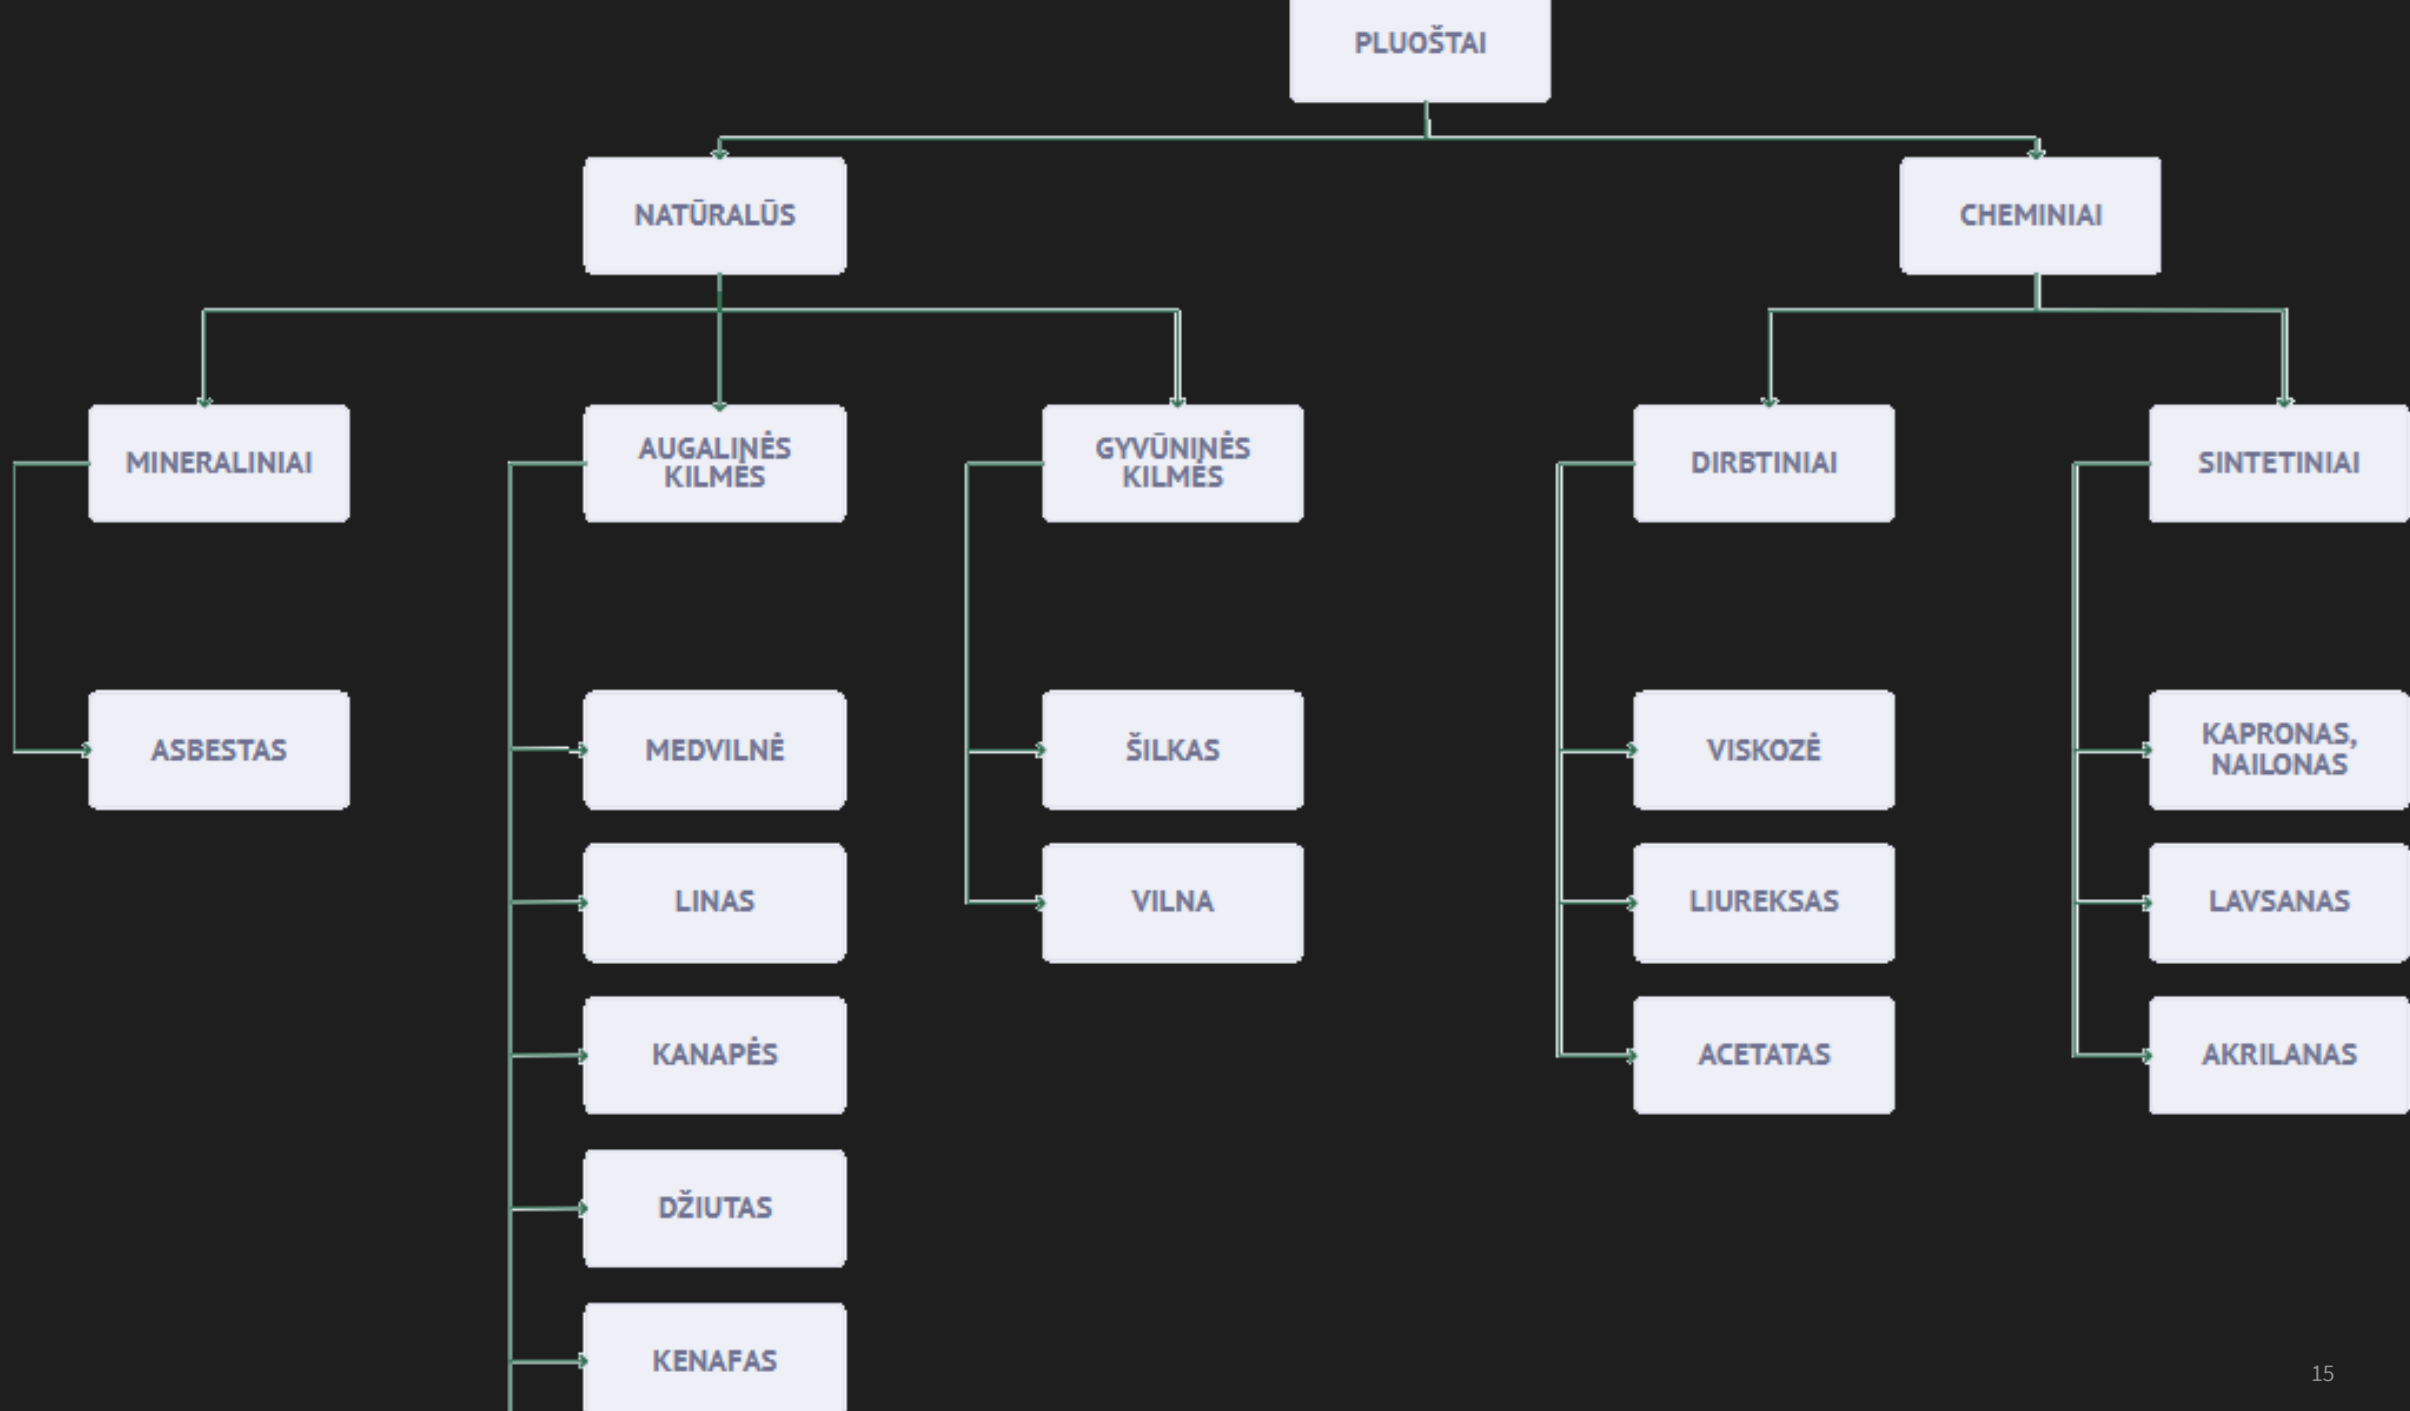 PLUOŠTAI
NATŪRALŪS
CHEMINIAI
MINERALINIAI
AUGALINĖS
KILMĖS
GYVŪNINĖS
KILMĖS
DIRBTINIAI
SINTETINIAI
ASBESTAS
MEDVILNĖ
ŠILKAS
VISKOZĖ
KAPRONAS,
NAILONAS
LINAS
VILNA
LIUREKSAS
LAVSANAS
KANAPĖS
ACETATAS
AKRILANAS
DŽIUTAS
KENAFAS
15